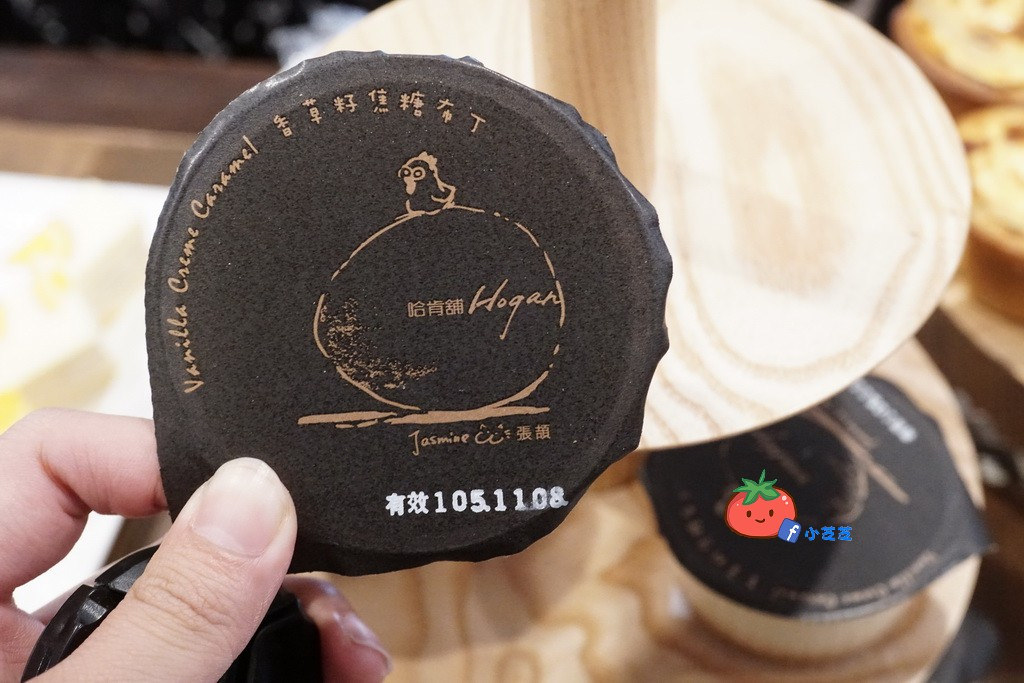 香草籽焦糖布丁
Vanilla Creme Caramel
哈肯舖 Hogan
Jasmine 張頡
有效105.11.08
f 小芝芝